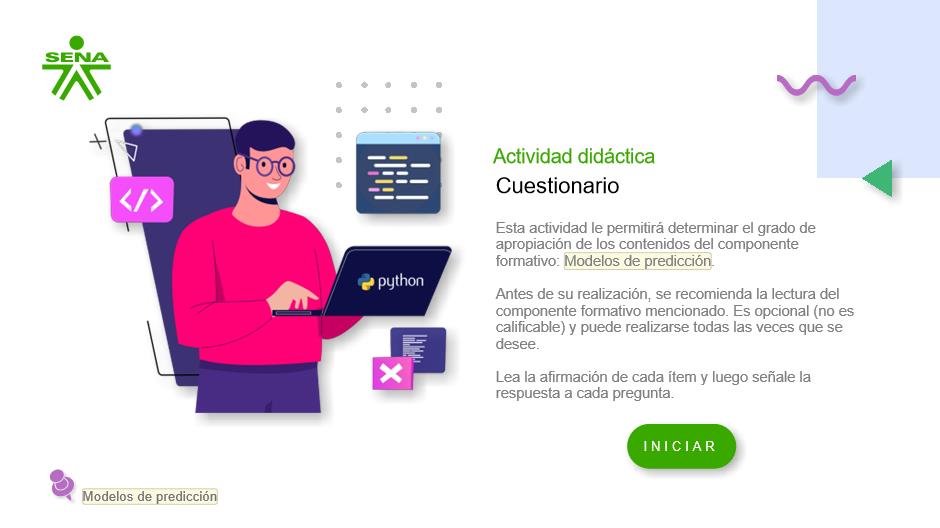 SENA
</>
python
Actividad didáctica
Cuestionario
Esta actividad le permitirá determinar el grado de
apropiación de los contenidos del componente
formativo: Modelos de predicción.
Antes de su realización, se recomienda la lectura del
componente formativo mencionado. Es opcional (no es
calificable) y puede realizarse todas las veces que se
desee.
Lea la afirmación de cada ítem y luego señale la
respuesta a cada pregunta.
INICIAR
Modelos de predicción